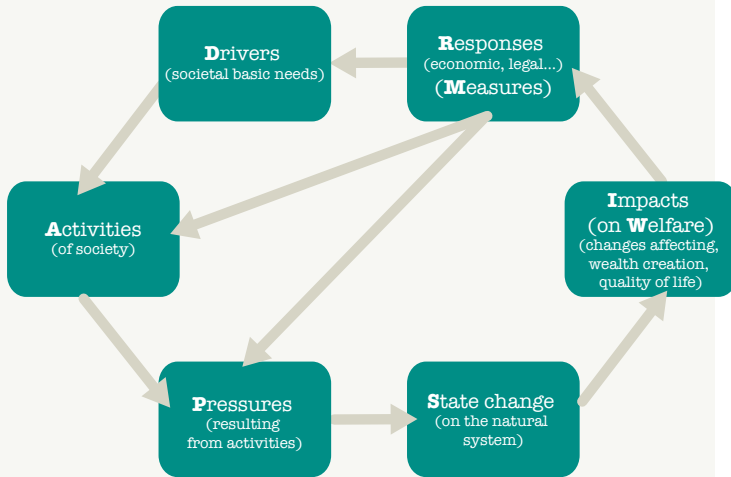 Drivers
(societal basic needs)
Responses
(economic, legal...)
(Measures)
Activities
(of society)
Impacts
(on Welfare)
(changes affecting,
wealth creation,
quality of life)
Pressures
(resulting
from activities)
State change
(on the natural
system)